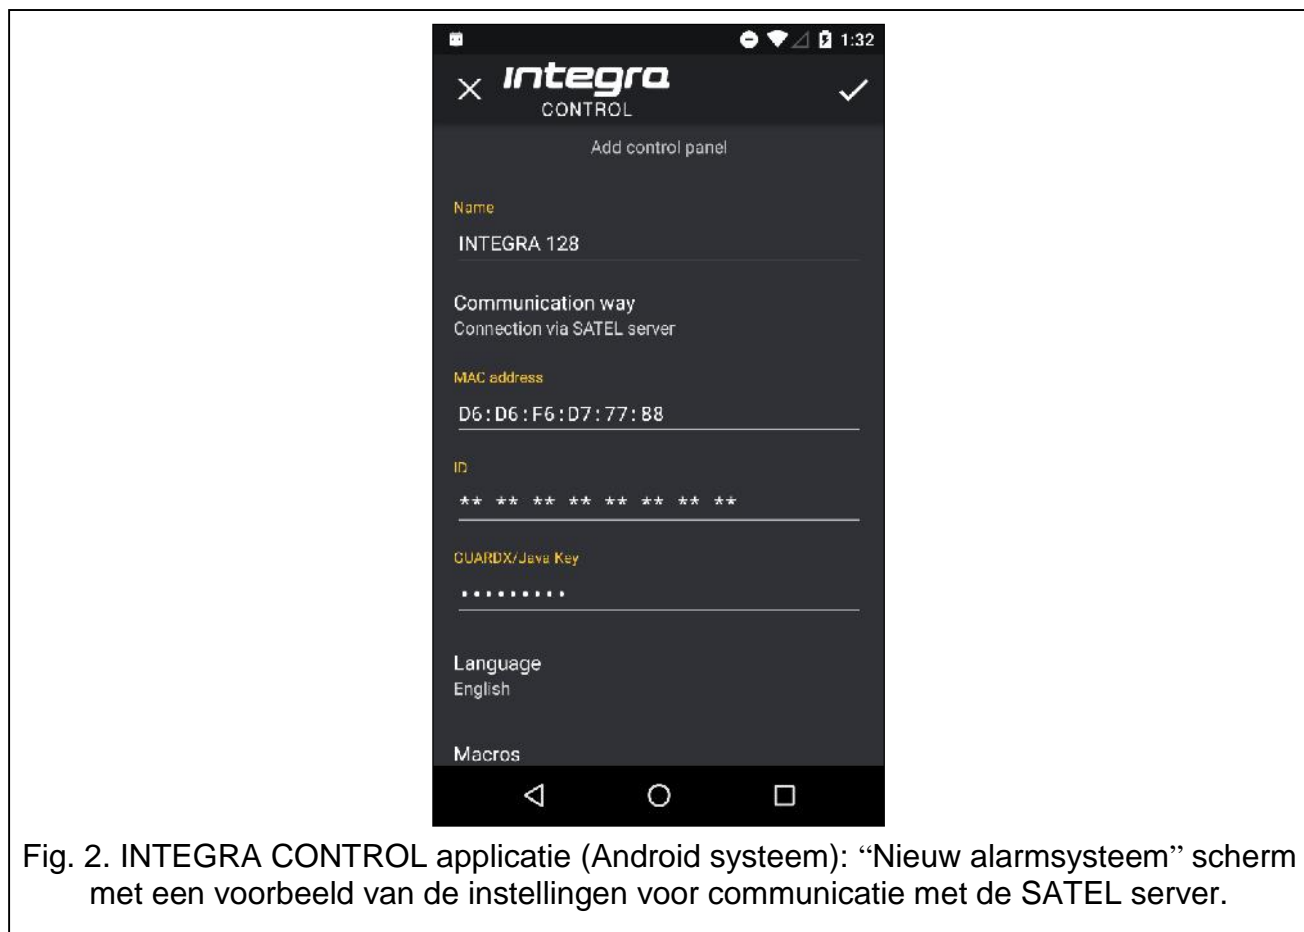 1:32
ıntegra
CONTROL
Add control panel
Name
INTEGRA 128
Communication way
Connection via SATEL server
MAC address
D6:D6:F6:D7:77:88
ID
** ** ** ** ** ** ** **
GUARDX/Java Key
•••••••••
Language
English
Macros
Fig. 2. INTEGRA CONTROL applicatie (Android systeem): “Nieuw alarmsysteem” scherm
met een voorbeeld van de instellingen voor communicatie met de SATEL server.